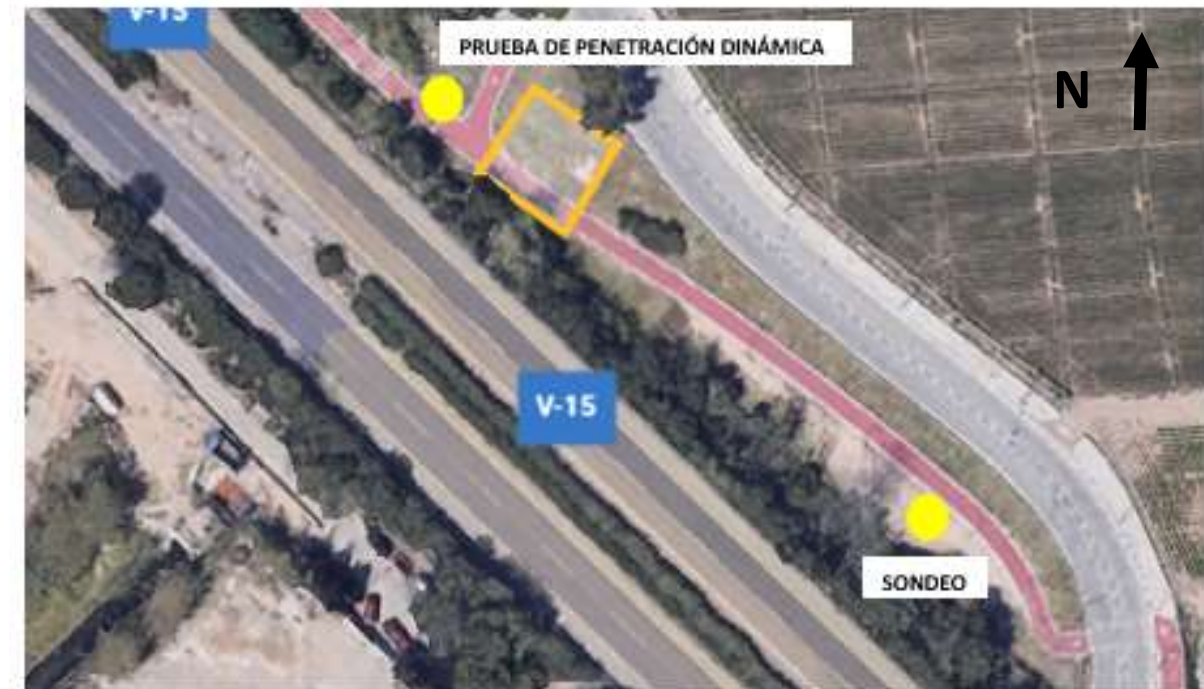 V-15
PRUEBA DE PENETRACIÓN DINÁMICA
N
V-15
SONDEO